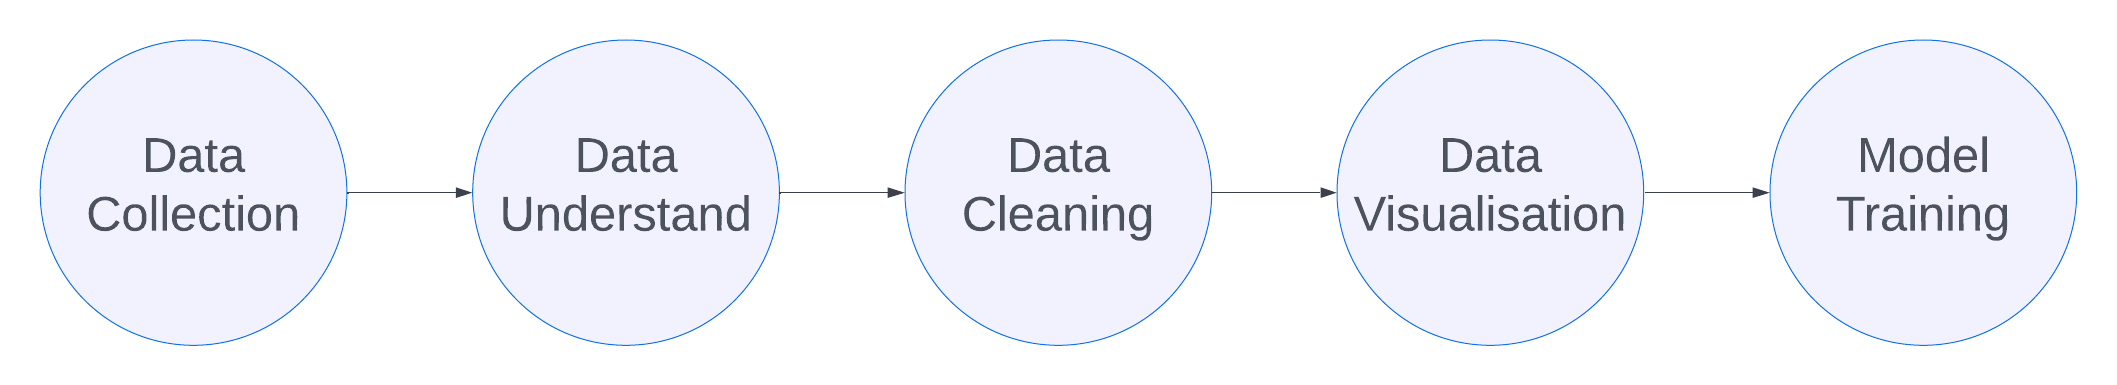 Data
Collection
Data
Understand
Data
Cleaning
Data
Visualisation
Model
Training